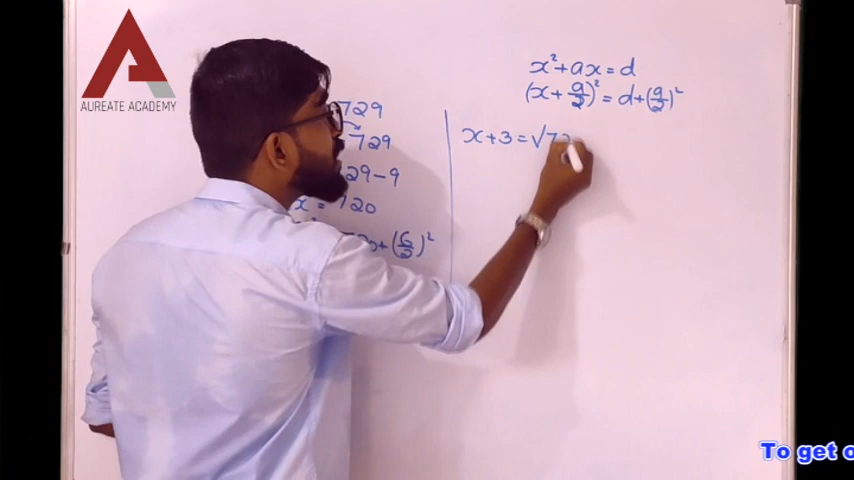 AUREATE ACADEMY
729
729
29-9
x = 720
+(6/2)²
x²+ax=d
(x+a/2)²=d+(a/2)²
x+3=√72
To get